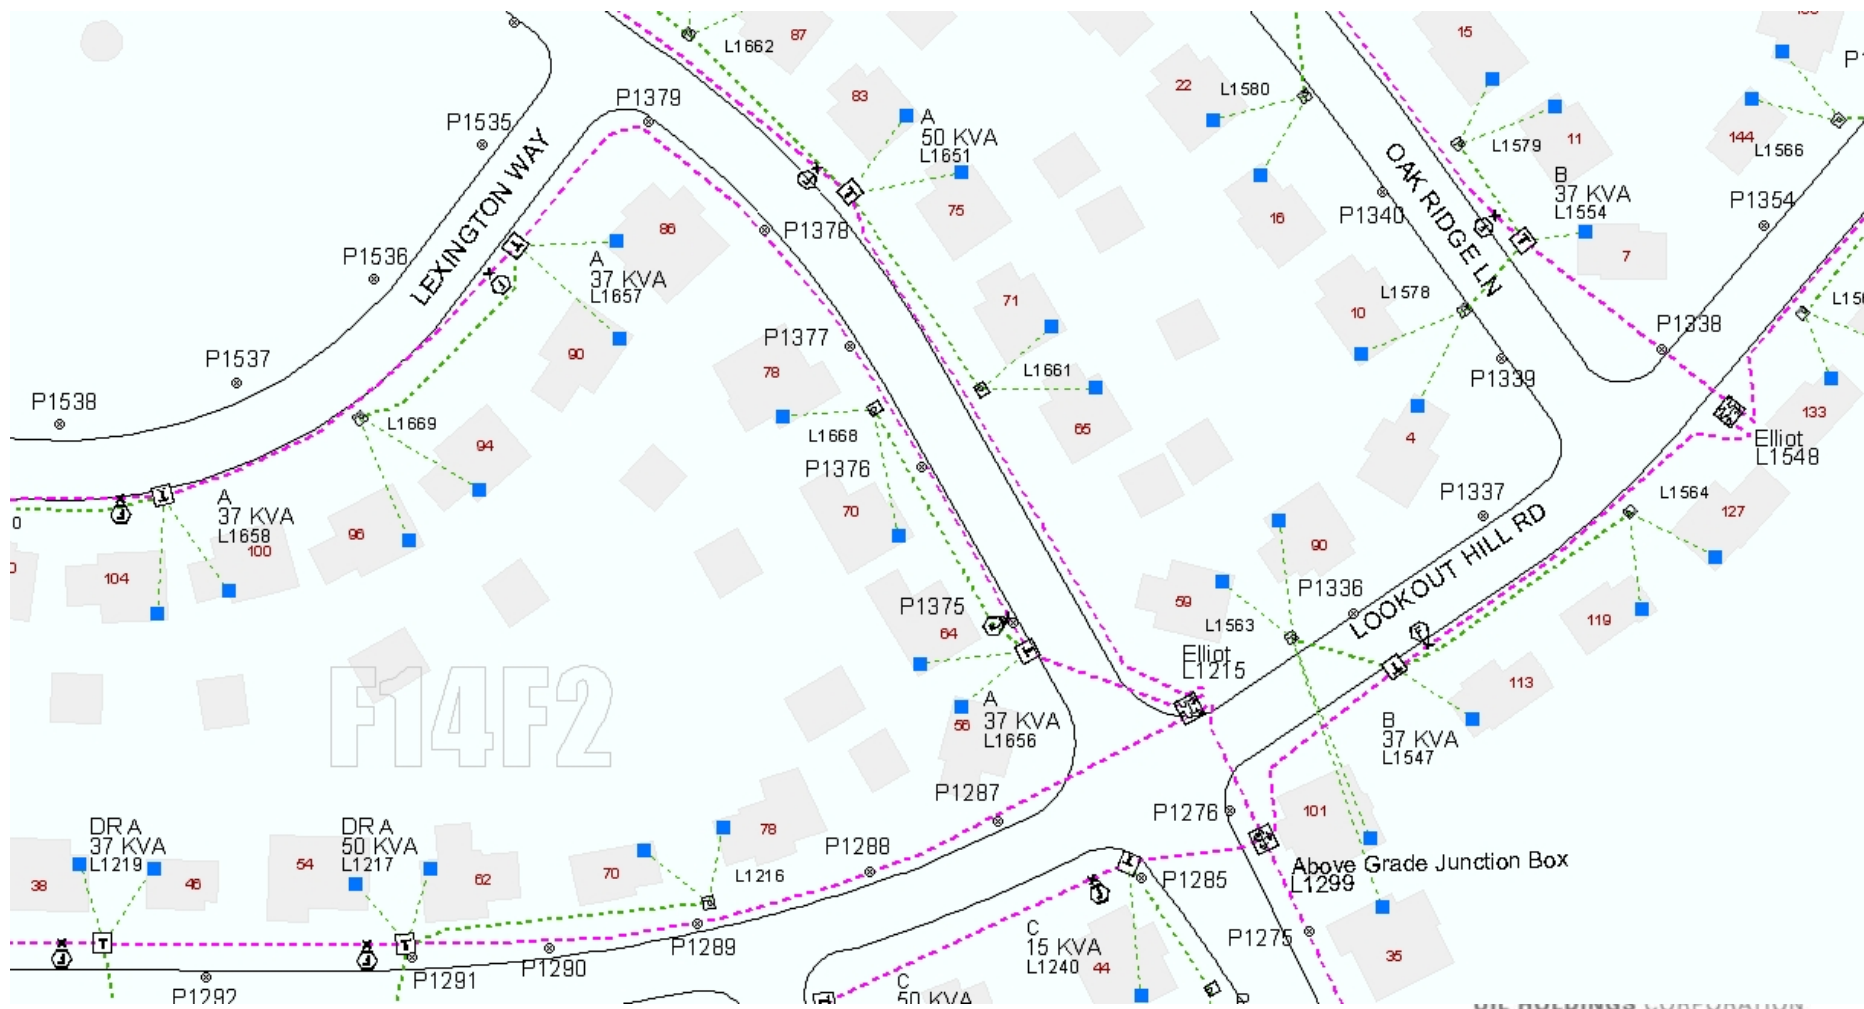 87
L1662
15
22
L1580
83
A
50 KVA
L1651
P1379
P1535
LEXINGTON WAY
L1579
11
144
L1566
B
37 KVA
L1554
OAK RIDGE LN
75
16
P1340
P1354
86
P1378
7
P1536
A
37 KVA
L1657
71
L1578
10
P1338
P1377
90
78
P1537
L1661
P1339
P1538
L1669
L1668
65
133
4
Elliot
L1548
94
P1376
P1337
L1564
0
A
37 KVA
L1658
70
127
96
100
90
LOOKOUT HILL RD
104
P1336
P1375
59
119
64
L1563
Elliot
L1215
F14F2
113
A
37 KVA
L1656
56
B
37 KVA
L1547
P1287
P1276
101
DR A
37 KVA
L1219
DR A
50 KVA
L1217
78
P1288
Above Grade Junction Box
L1299
38
46
54
62
70
L1216
P1285
P1289
C
15 KVA
L1240
P1275
44
35
P1290
P1291
P1292
C
50 KVA